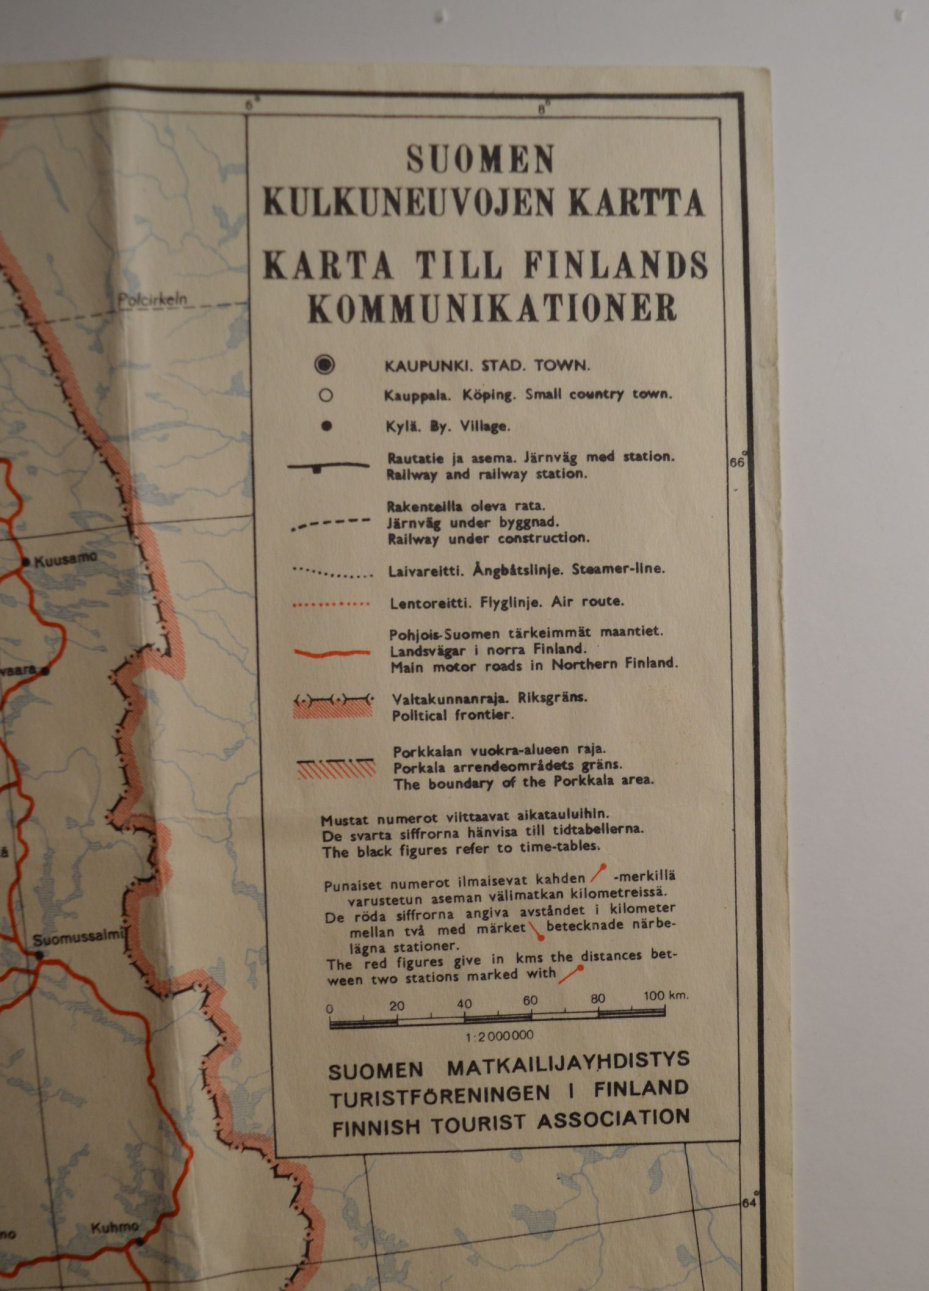 6°
8°
SUOMEN
KULKUNEUVOJEN KARTTA
KARTA TILL FINLANDS
KOMMUNIKATIONER
Polcirkeln
KAUPUNKI. STAD. TOWN.
Kauppala. Köping. Small country town.
Kylä. By. Village.
Rautatie ja asema. Järnväg med station.
Railway and railway station.
66°
Rakenteilla oleva rata.
Järnväg under byggnad.
Railway under construction.
Kuusamo
Laivareitti. Ångbåtslinje. Steamer-line.
Lentoreitti. Flyglinje. Air route.
Pohjois-Suomen tärkeimmät maantiet.
Landsvägar i norra Finland.
Main motor roads in Northern Finland.
vaara
Valtakunnanraja. Riksgräns.
Political frontier.
Porkkalan vuokra-alueen raja.
Porkala arrendeområdets gräns.
The boundary of the Porkkala area.
Mustat numerot viittaavat aikatauluihin.
De svarta siffrorna hänvisa till tidtabellerna.
The black figures refer to time-tables.
Punaiset numerot ilmaisevat kahden -merkillä
varustetun aseman välimatkan kilometreissä.
De röda siffrorna angiva avståndet i kilometer
mellan två med märket betecknade närbe-
lägna stationer.
The red figures give in kms the distances bet-
ween two stations marked with
Suomussalmi
0 20 40 60 80 100 km.
1:2000000
SUOMEN MATKAILIJAYHDISTYS
TURISTFÖRENINGEN I FINLAND
FINNISH TOURIST ASSOCIATION
64°
Kuhmo
mo